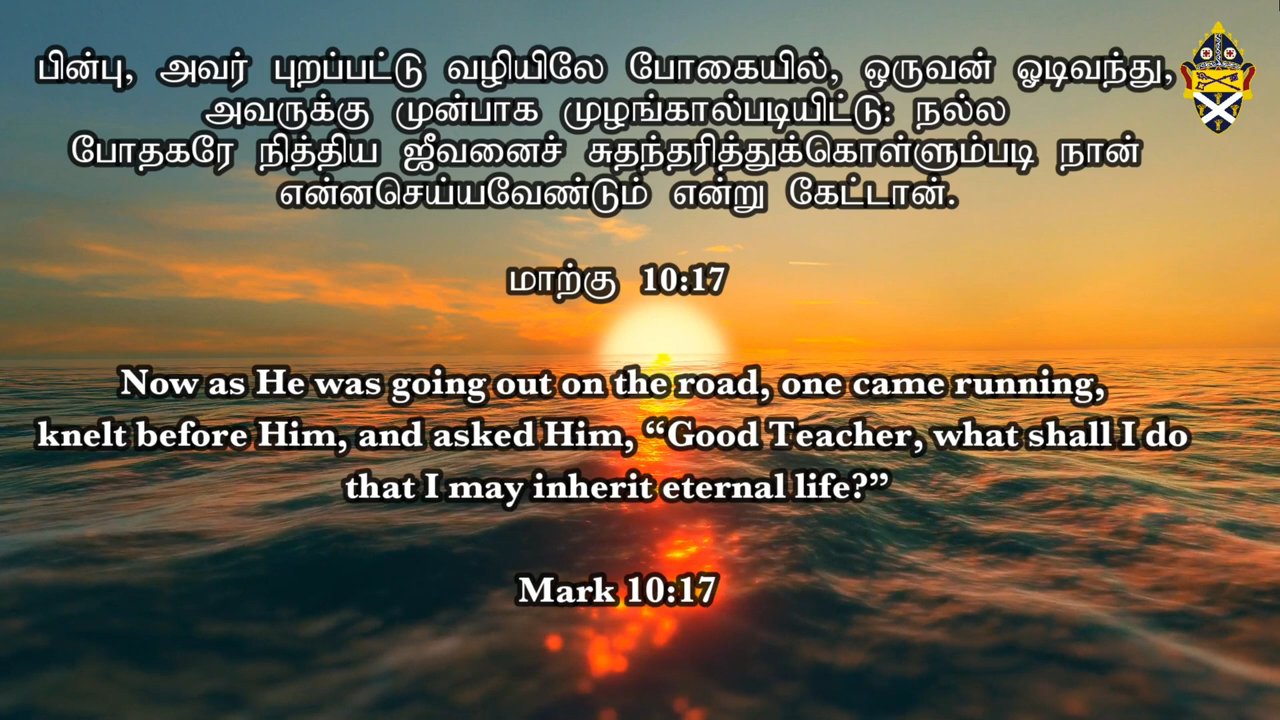 பின்பு, அவர் புறப்பட்டு வழியிலே போகையில், ஒருவன் ஓடிவந்து,
அவருக்கு முன்பாக முழங்கால்படியிட்டு: நல்ல
போதகரே நித்திய ஜீவனைச் சுதந்தரித்துக்கொள்ளும்படி நான்
என்னசெய்யவேண்டும் என்று கேட்டான்.
மாற்கு 10:17
Now as He was going out on the road, one came running,
knelt before Him, and asked Him, “Good Teacher, what shall I do
that I may inherit eternal life?”
Mark 10:17